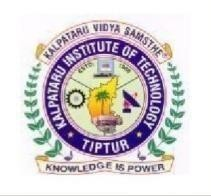 KALPATARU VIDYA SAMSTHE
KALPATARU INSTITUTE OF TECHNOLOGY
TIPTUR
KNOWLEDGE IS POWER